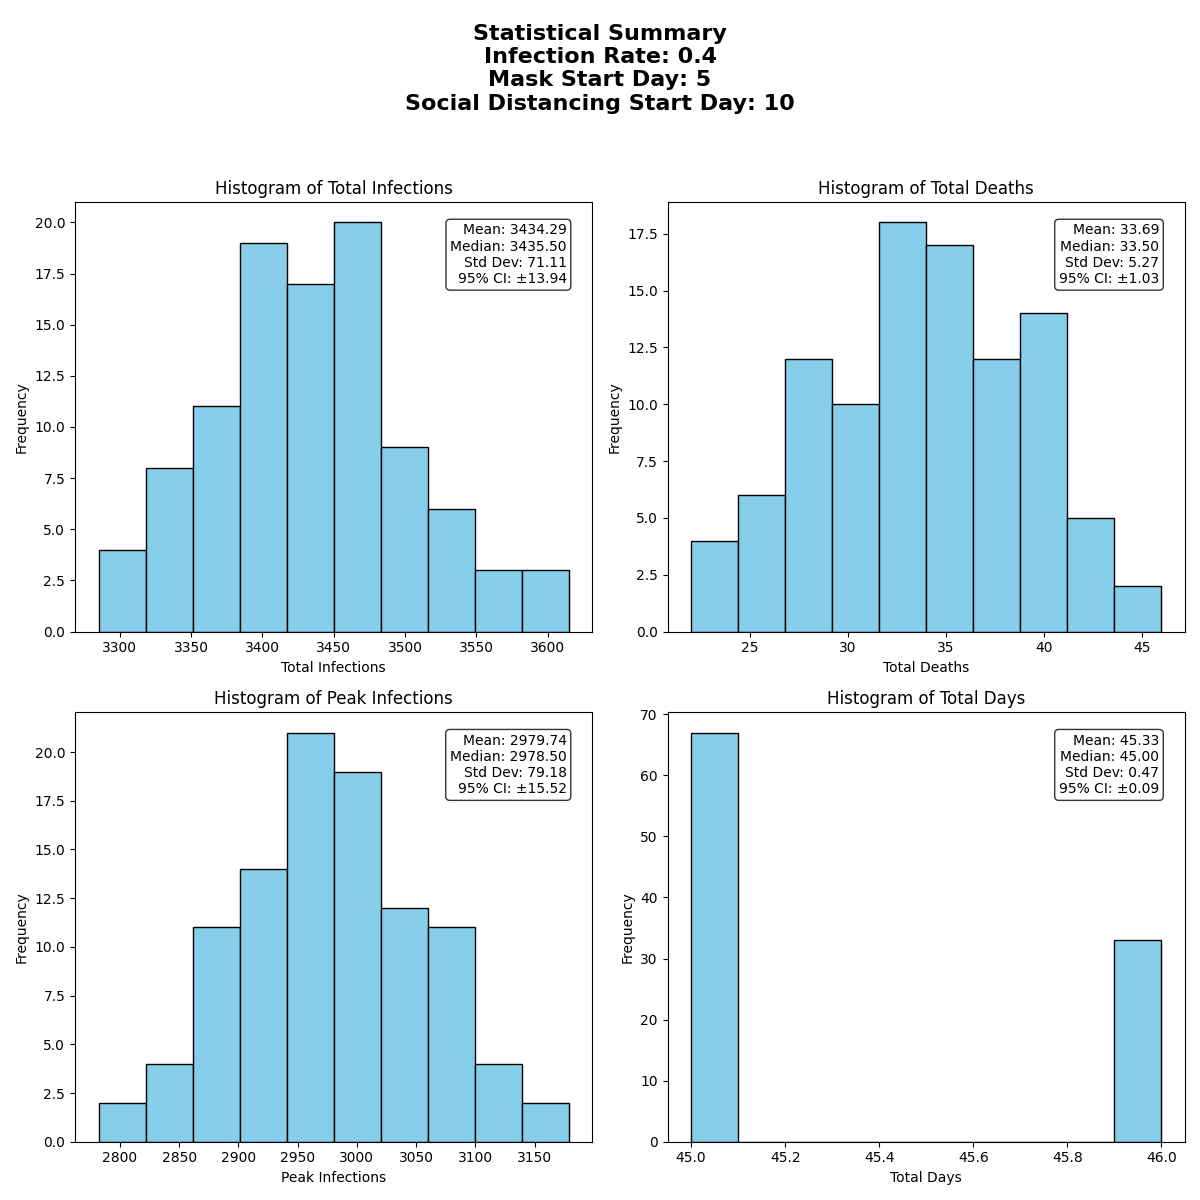 Statistical Summary
Infection Rate: 0.4
Mask Start Day: 5
Social Distancing Start Day: 10
Histogram of Total Infections
Frequency
20.0
17.5
15.0
12.5
10.0
7.5
5.0
2.5
0.0
Mean: 3434.29
Median: 3435.50
Std Dev: 71.11
95% CI: ±13.94
3300 3350 3400 3450 3500 3550 3600
Total Infections
Histogram of Total Deaths
Frequency
17.5
15.0
12.5
10.0
7.5
5.0
2.5
0.0
Mean: 33.69
Median: 33.50
Std Dev: 5.27
95% CI: ±1.03
25 30 35 40 45
Total Deaths
Histogram of Peak Infections
Frequency
20.0
17.5
15.0
12.5
10.0
7.5
5.0
2.5
0.0
Mean: 2979.74
Median: 2978.50
Std Dev: 79.18
95% CI: ±15.52
2800 2850 2900 2950 3000 3050 3100 3150
Peak Infections
Histogram of Total Days
Frequency
70
60
50
40
30
20
10
0
Mean: 45.33
Median: 45.00
Std Dev: 0.47
95% CI: ±0.09
45.0 45.2 45.4 45.6 45.8 46.0
Total Days